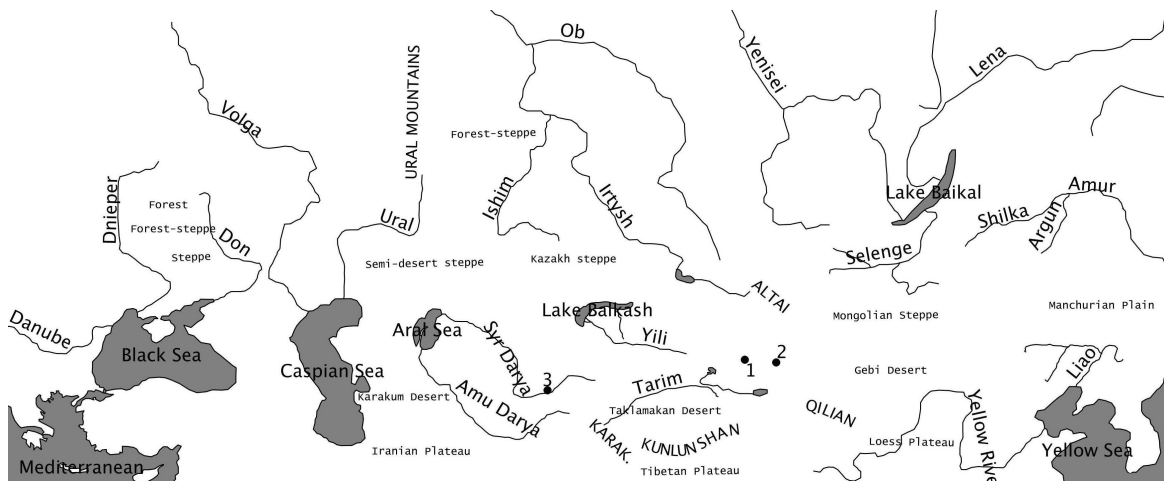 Ob
Yenisei
Lena
Volga
URAL MOUNTAINS
Forest-steppe
Dnieper
Forest
Forest-steppe
Steppe
Don
Ural
Ishim
Irtysh
Lake Baikal
Amur
Shilka
Argun
Selenge
Semi-desert steppe
Kazakh steppe
ALTAI
Manchurian Plain
Mongolian Steppe
Danube
Black Sea
Aral Sea
Lake Balkash
Syr Darya
Yili
Liao
Caspian Sea
1
2
3
Gebi Desert
Karakum Desert
Amu Darya
Tarim
Taklamakan Desert
QILIAN
Yellow River
KARAK.
KUNLUNSHAN
Loess Plateau
Iranian Plateau
Yellow Sea
Mediterranean
Tibetan Plateau